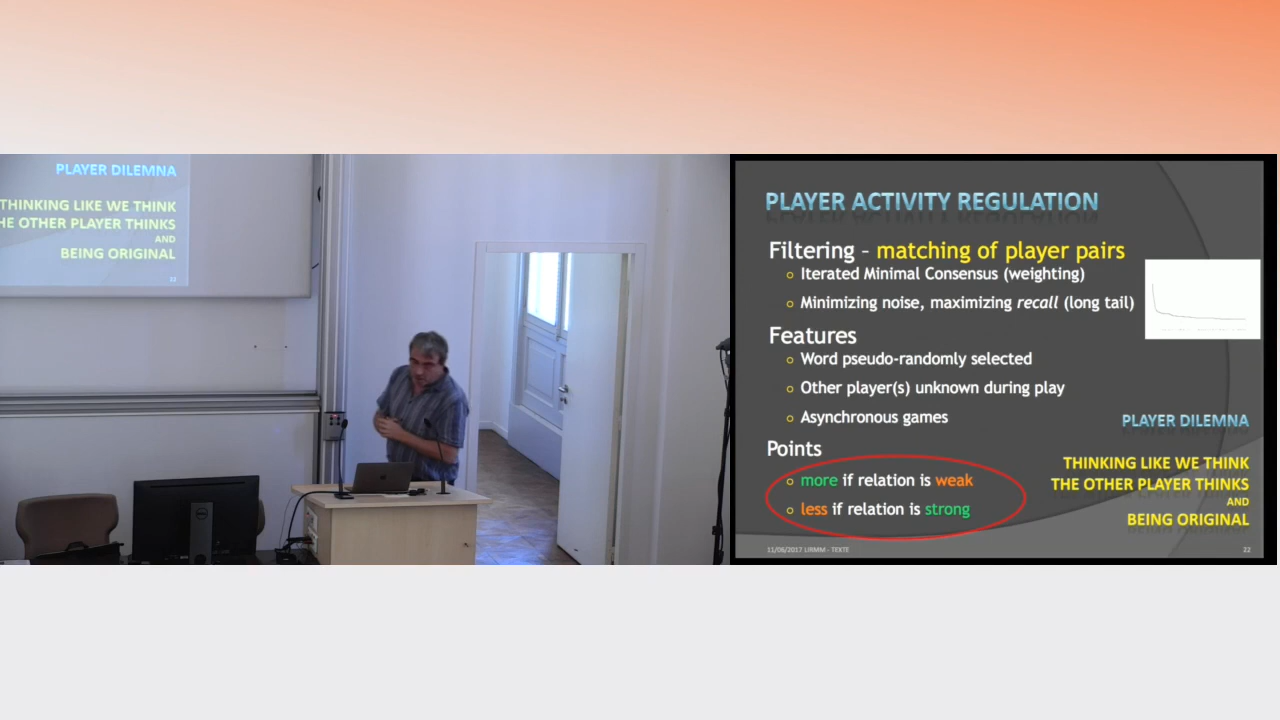 PLAYER DILEMNA
THINKING LIKE WE THINK
HE OTHER PLAYER THINKS
AND
BEING ORIGINAL
22
PLAYER ACTIVITY REGULATION
Filtering – matching of player pairs
Iterated Minimal Consensus (weighting)
Minimizing noise, maximizing recall (long tail)
Features
Word pseudo-randomly selected
Other player(s) unknown during play
Asynchronous games
Points
more if relation is weak
less if relation is strong
PLAYER DILEMNA
THINKING LIKE WE THINK
THE OTHER PLAYER THINKS
AND
BEING ORIGINAL
11/06/2017 LIRMM - TEXTE
22